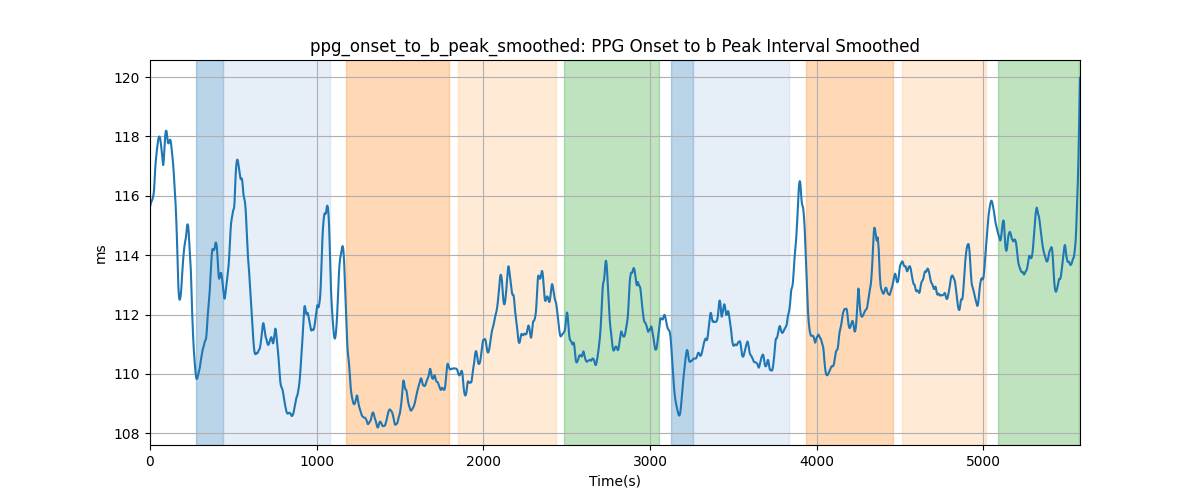 ppg_onset_to_b_peak_smoothed: PPG Onset to b Peak Interval Smoothed
120
118
116
114
112
110
108
ms
0 1000 2000 3000 4000 5000
Time(s)